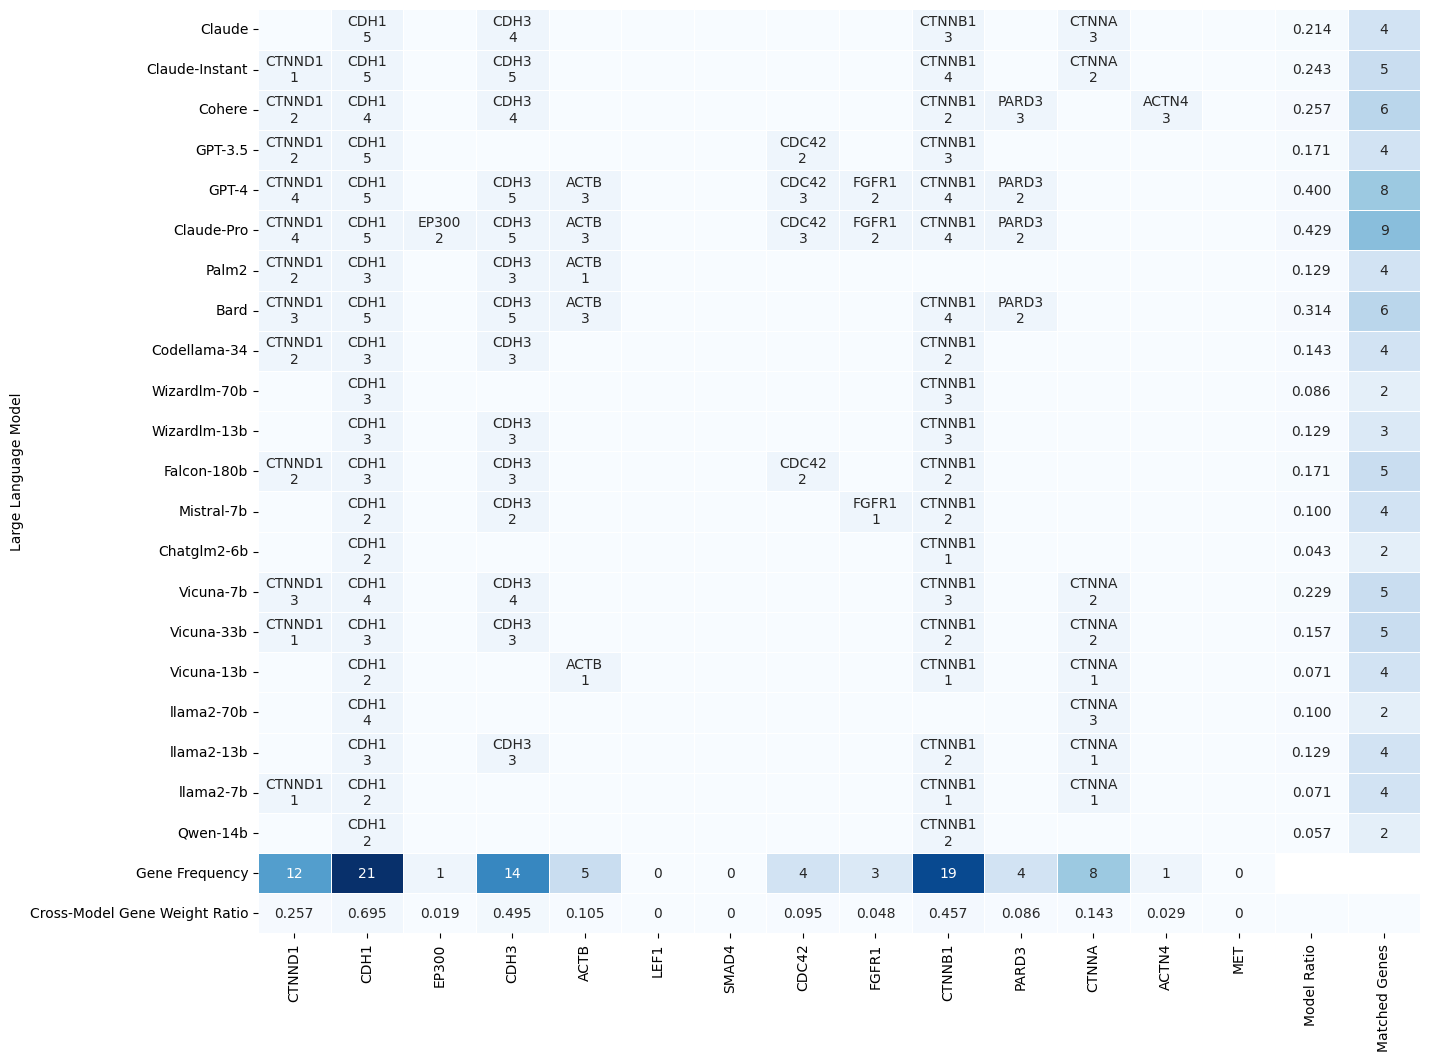 Large Language Model
Claude CDH1 CDH3 CTNNB1 CTNNA 0.214 4
5 4 3 3
Claude-Instant CTNND1 CDH1 CDH3 CTNNB1 CTNNA 0.243 5
1 5 5 4 2
Cohere CTNND1 CDH1 CDH3 CTNNB1 PARD3 ACTN4 0.257 6
2 4 4 2 3 3
GPT-3.5 CTNND1 CDH1 CDC42 CTNNB1 0.171 4
2 5 2 3
GPT-4 CTNND1 CDH1 CDH3 ACTB CDC42 FGFR1 CTNNB1 PARD3 0.400 8
4 5 5 3 3 2 4 2
Claude-Pro CTNND1 CDH1 EP300 CDH3 ACTB CDC42 FGFR1 CTNNB1 PARD3 0.429 9
4 5 2 5 3 3 2 4 2
Palm2 CTNND1 CDH1 CDH3 ACTB 0.129 4
2 3 3 1
Bard CTNND1 CDH1 CDH3 ACTB CTNNB1 PARD3 0.314 6
3 5 5 3 4 2
Codellama-34 CTNND1 CDH1 CDH3 CTNNB1 0.143 4
2 3 3 2
Wizardlm-70b CDH1 CTNNB1 0.086 2
3 3
Wizardlm-13b CDH1 CDH3 CTNNB1 0.129 3
3 3 3
Falcon-180b CTNND1 CDH1 CDH3 CDC42 CTNNB1 0.171 5
2 3 3 2 2
Mistral-7b CDH1 CDH3 FGFR1 CTNNB1 0.100 4
2 2 1 2
Chatglm2-6b CDH1 CTNNB1 0.043 2
2 1
Vicuna-7b CTNND1 CDH1 CDH3 CTNNB1 CTNNA 0.229 5
3 4 4 3 2
Vicuna-33b CTNND1 CDH1 CDH3 CTNNB1 CTNNA 0.157 5
1 3 3 2 2
Vicuna-13b CDH1 ACTB CTNNB1 CTNNA 0.071 4
2 1 1 1
llama2-70b CDH1 CTNNA 0.100 2
4 3
llama2-13b CDH1 CDH3 CTNNB1 CTNNA 0.129 4
3 3 2 1
llama2-7b CTNND1 CDH1 CTNNB1 CTNNA 0.071 4
1 2 1 1
Qwen-14b CDH1 CTNNB1 0.057 2
2 2
Gene Frequency 12 21 1 14 5 0 0 4 3 19 4 8 1 0
Cross-Model Gene Weight Ratio 0.257 0.695 0.019 0.495 0.105 0 0 0.095 0.048 0.457 0.086 0.143 0.029 0
CTNND1 CDH1 EP300 CDH3 ACTB LEF1 SMAD4 CDC42 FGFR1 CTNNB1 PARD3 CTNNA ACTN4 MET Model Ratio Matched Genes